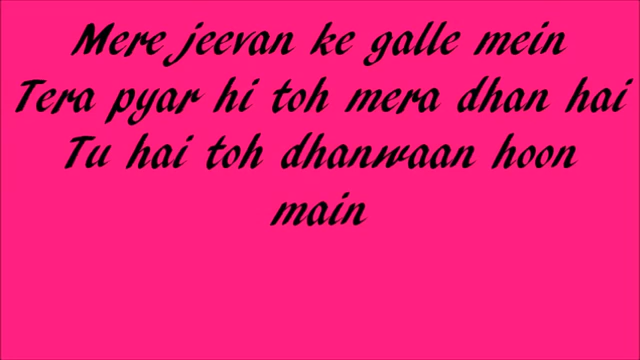 Mere jeevan ke galle mein
Tera pyar hi toh mera dhan hai
Tu hai toh dhanwaan hoon
main